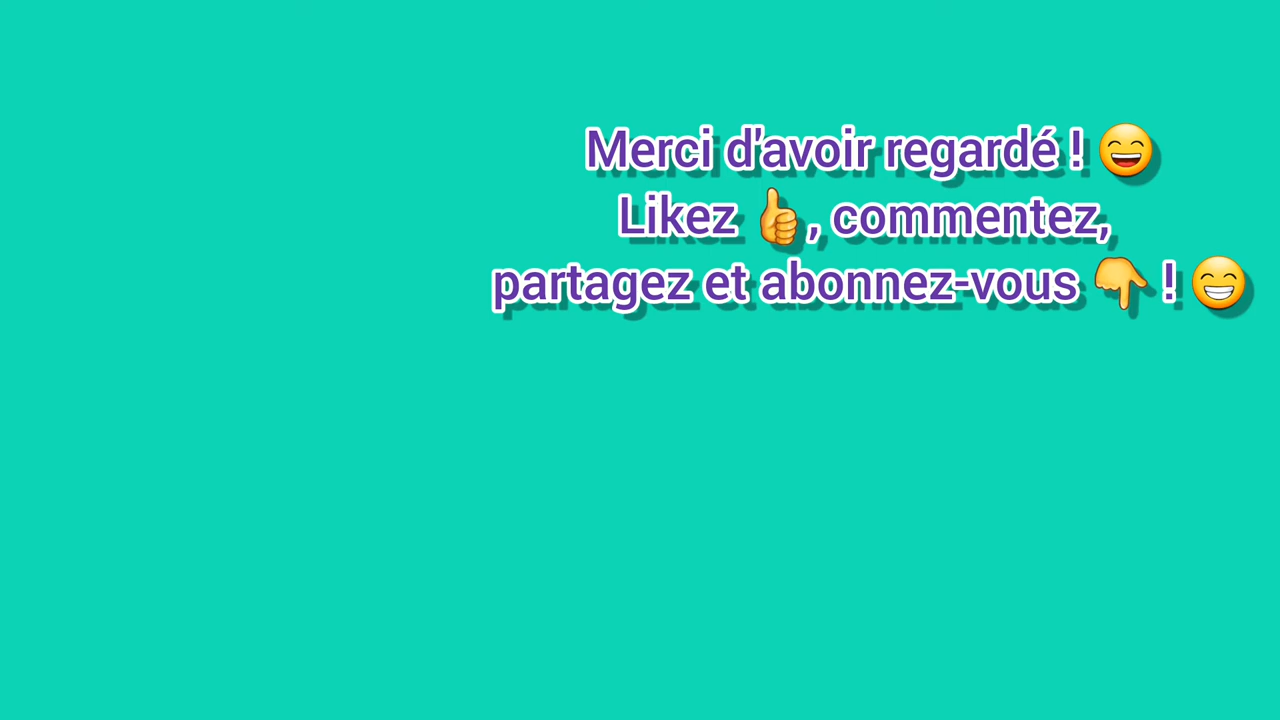 Merci d'avoir regardé ! 😄
Likez 👍, commentez,
partagez et abonnez-vous 👇 ! 😁